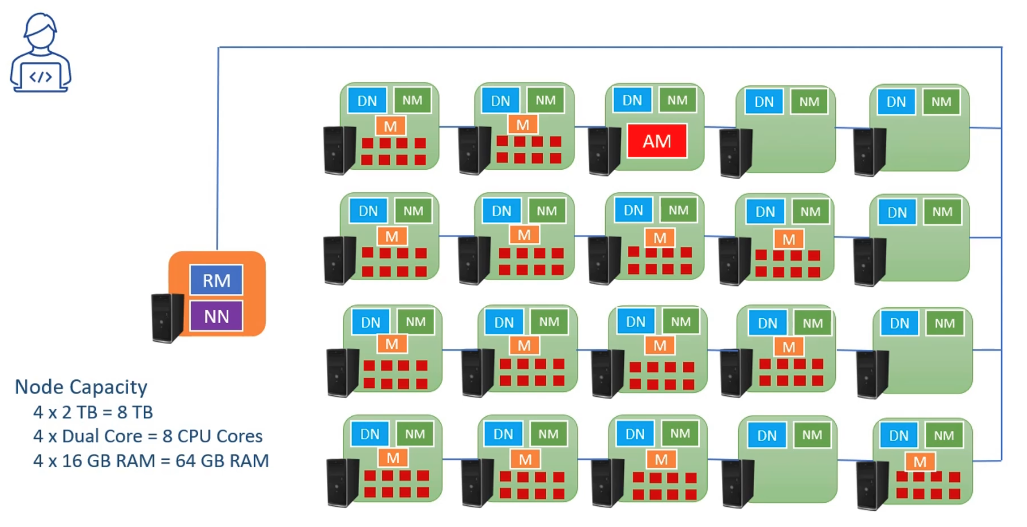 </>
DN NM DN NM DN NM DN NM DN NM
M M AM
DN NM DN NM DN NM DN NM DN NM
M M M M
RM
NN
DN NM DN NM DN NM DN NM DN NM
M M M M
Node Capacity
4 x 2 TB = 8 TB
4 x Dual Core = 8 CPU Cores
4 x 16 GB RAM = 64 GB RAM
DN NM DN NM DN NM DN NM DN NM
M M M M